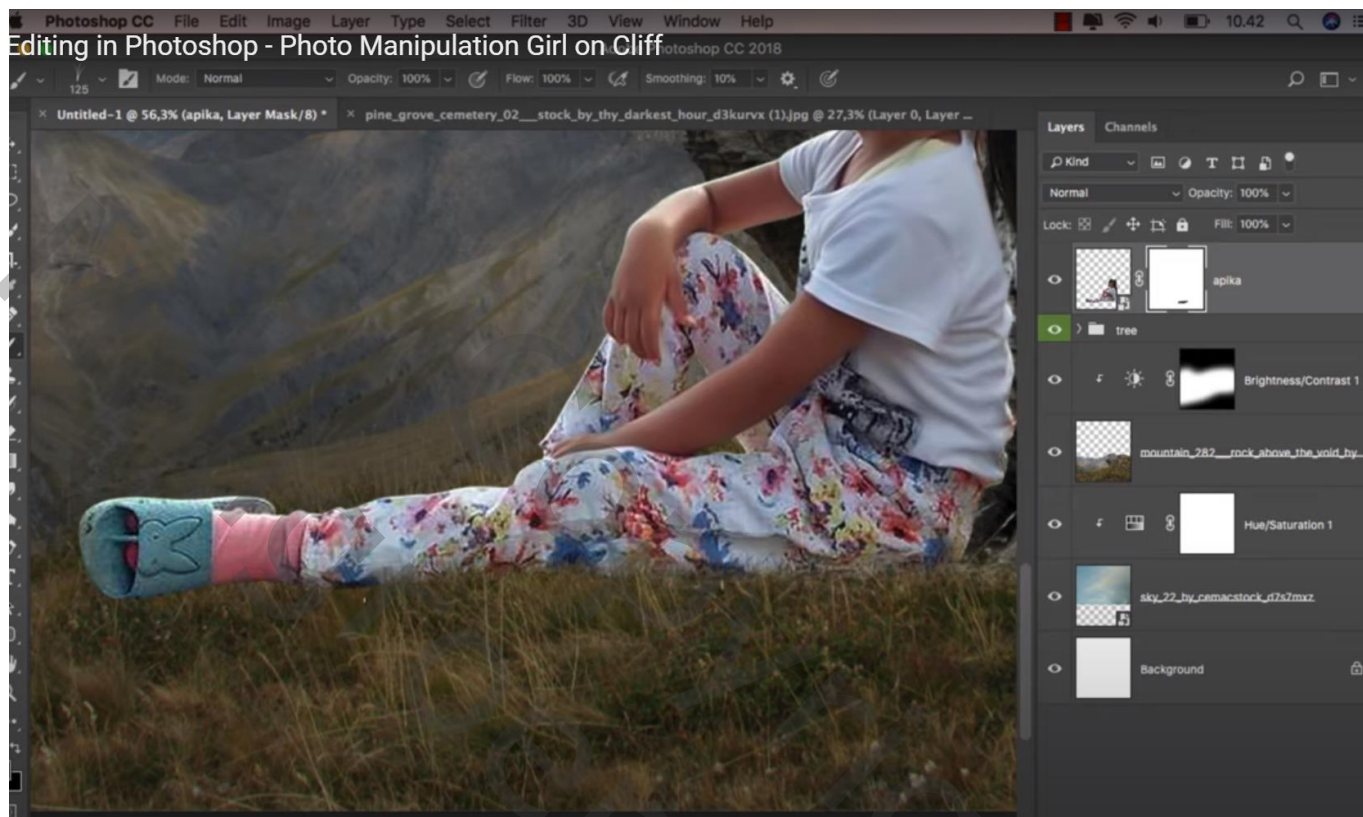 Photoshop CC File Edit Image Layer Type Select Filter 3D View Window Help 10.42
Editing in Photoshop - Photo Manipulation Girl on Cliff
Photoshop CC 2018
125 Mode: Normal Opacity: 100% Flow: 100% Smoothing: 10%
× Untitled-1 @ 56,3% (apika, Layer Mask/8) * × pine_grove_cemetery_02__stock_by_thy_darkest_hour_d3kurvx (1).jpg @ 27,3% (Layer 0, Layer ...
Layers Channels
Kind
Normal Opacity: 100%
Lock: Fill: 100%
apika
tree
Brightness/Contrast 1
mountain_282__rock_above_the_void_by...
Hue/Saturation 1
sky_22_by_cemacstock_d7s7mxz
Background